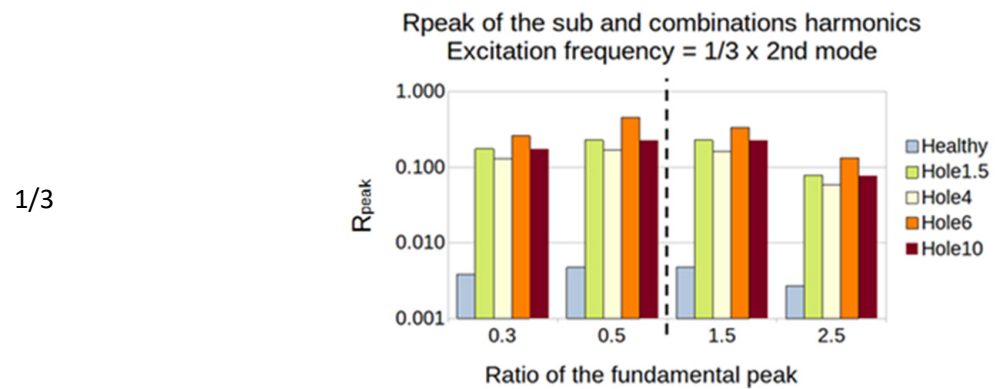 Rpeak of the sub and combinations harmonics
Excitation frequency = 1/3 x 2nd mode
1/3
Rpeak
1.000
0.100
0.010
0.001
0.3 0.5 1.5 2.5
Ratio of the fundamental peak
Healthy
Hole1.5
Hole4
Hole6
Hole10